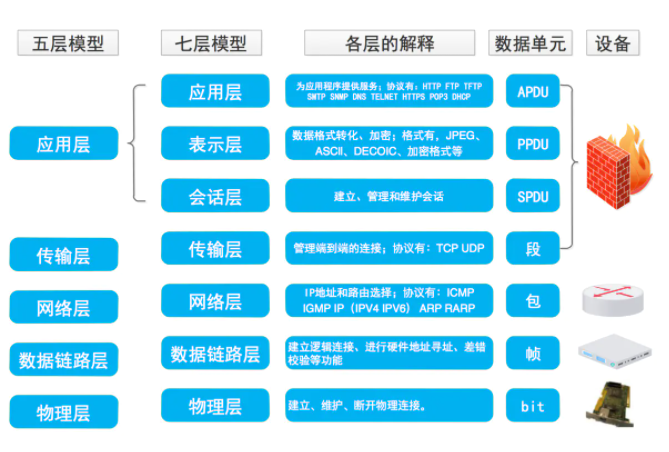 五层模型
七层模型
各层的解释
数据单元
设备
应用层
为应用程序提供服务；协议有：HTTP FTP TFTP
SMTP SNMP DNS TELNET HTTPS POP3 DHCP
APDU
应用层
表示层
数据格式转化、加密；格式有，JPEG、
ASCII、DECOIC、加密格式等
PPDU
会话层
建立、管理和维护会话
SPDU
传输层
传输层
管理端到端的连接；协议有：TCP UDP
段
网络层
网络层
IP地址和路由选择；协议有：ICMP
IGMP IP（IPV4 IPV6） ARP RARP
包
数据链路层
数据链路层
建立逻辑连接、进行硬件地址寻址、差错
校验等功能
帧
物理层
物理层
建立、维护、断开物理连接。
bit